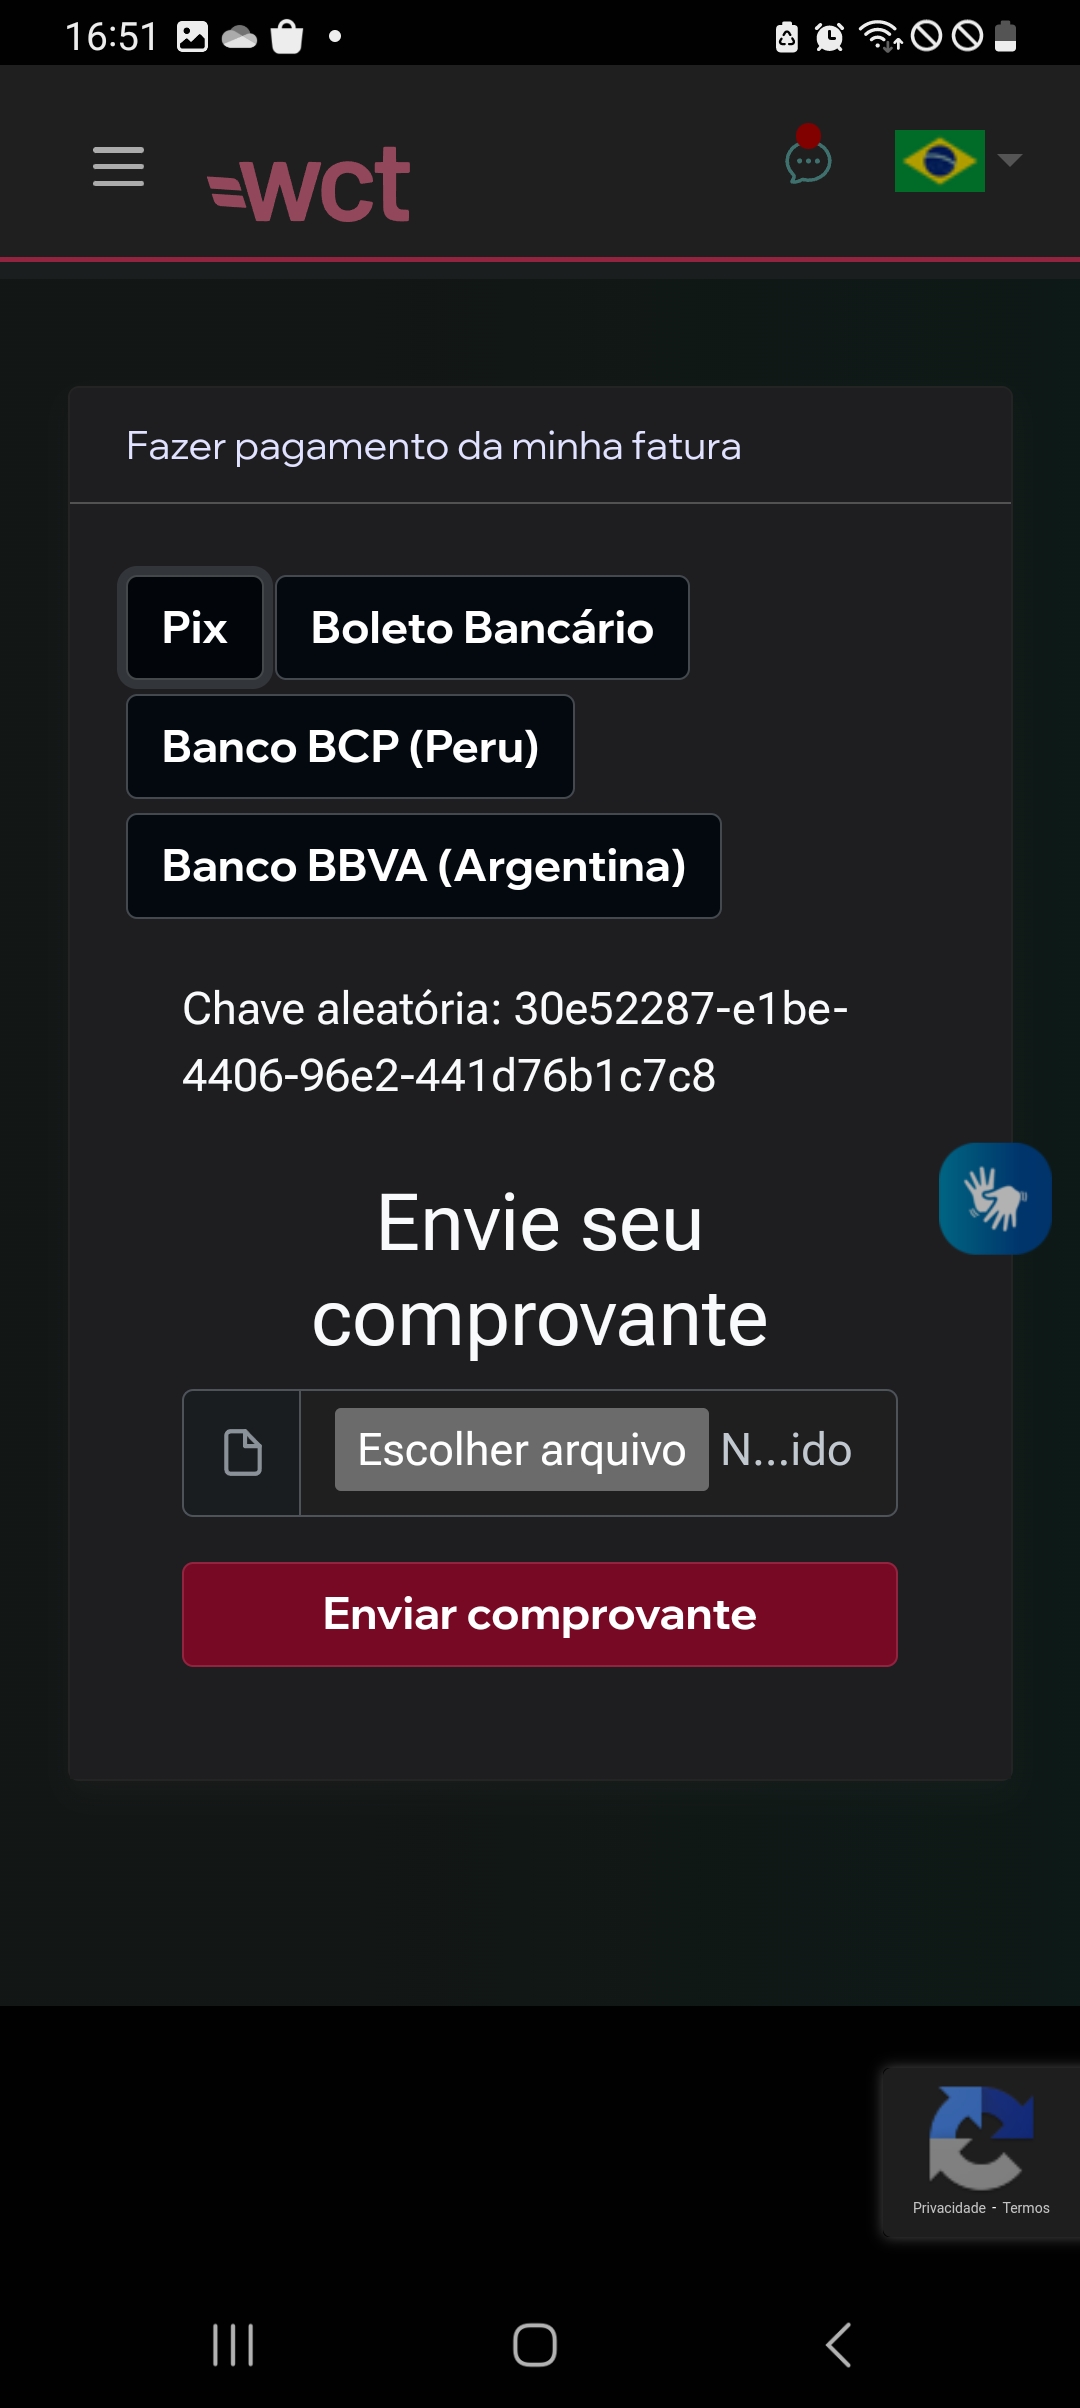 16:51
wct
Fazer pagamento da minha fatura
Pix
Boleto Bancário
Banco BCP (Peru)
Banco BBVA (Argentina)
Chave aleatória: 30e52287-e1be-
4406-96e2-441d76b1c7c8
Envie seu
comprovante
Escolher arquivo N...ido
Enviar comprovante
Privacidade - Termos